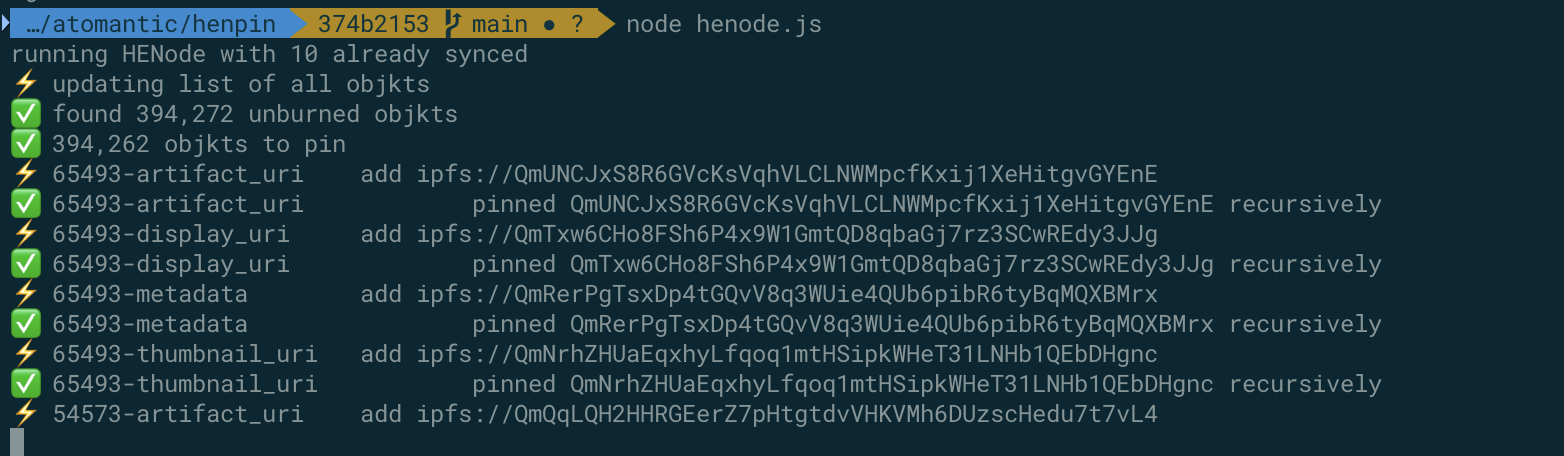 …/atomantic/henpin 374b2153 main ● ? node henode.js
running HENode with 10 already synced
⚡ updating list of all objkts
✅ found 394,272 unburned objkts
✅ 394,262 objkts to pin
⚡ 65493-artifact_uri add ipfs://QmUNCJxS8R6GVcKsVqhVLCLNWMpcfKxij1XeHitgvGYEnE
✅ 65493-artifact_uri pinned QmUNCJxS8R6GVcKsVqhVLCLNWMpcfKxij1XeHitgvGYEnE recursively
⚡ 65493-display_uri add ipfs://QmTxw6CHo8FSh6P4x9W1GmtQD8qbaGj7rz3SCwREdy3JJg
✅ 65493-display_uri pinned QmTxw6CHo8FSh6P4x9W1GmtQD8qbaGj7rz3SCwREdy3JJg recursively
⚡ 65493-metadata add ipfs://QmRerPgTsxDp4tGQvV8q3WUie4QUb6pibR6tyBqMQXBMrx
✅ 65493-metadata pinned QmRerPgTsxDp4tGQvV8q3WUie4QUb6pibR6tyBqMQXBMrx recursively
⚡ 65493-thumbnail_uri add ipfs://QmNrhZHUaEqxhyLfqoq1mtHSipkWHeT31LNHb1QEbDHgnc
✅ 65493-thumbnail_uri pinned QmNrhZHUaEqxhyLfqoq1mtHSipkWHeT31LNHb1QEbDHgnc recursively
⚡ 54573-artifact_uri add ipfs://QmQqLQH2HHRGEerZ7pHtgtdvVHKVMh6DUzscHedu7t7vL4